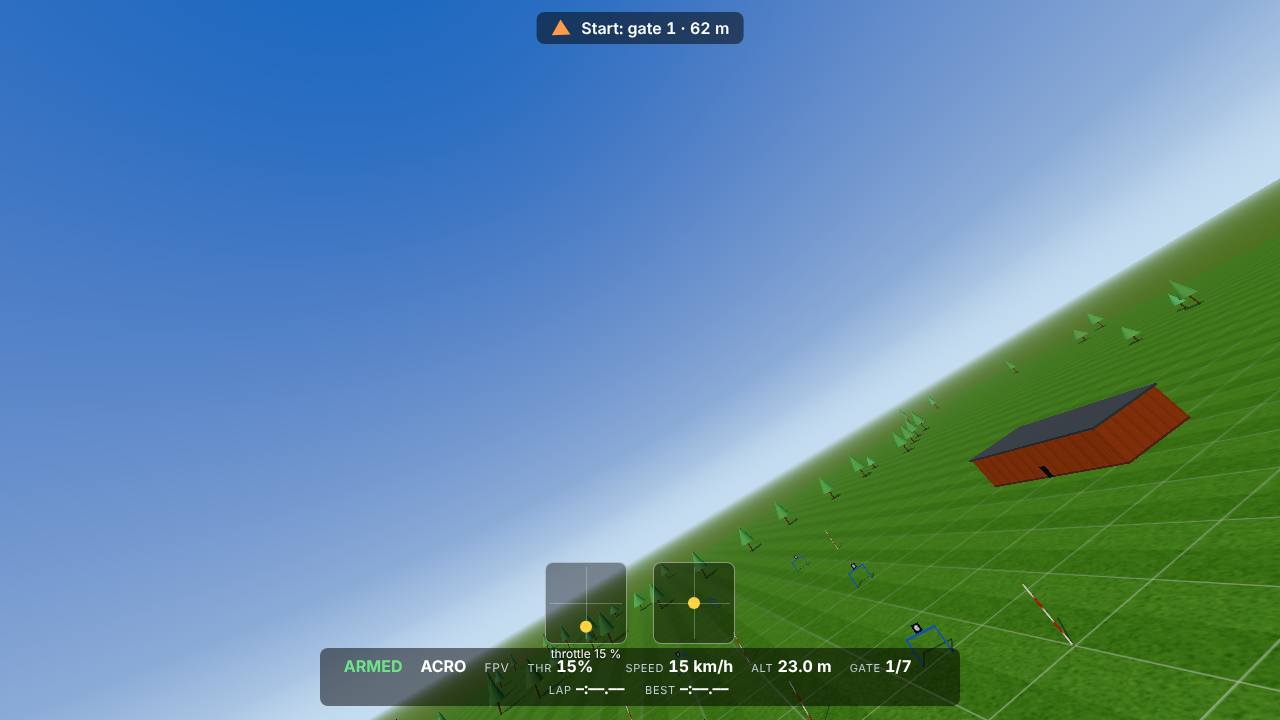 Start: gate 1 · 62 m
throttle 15 %
ARMED ACRO FPV THR 15% SPEED 15 km/h ALT 23.0 m GATE 1/7
LAP –:––.–– BEST –:––.––